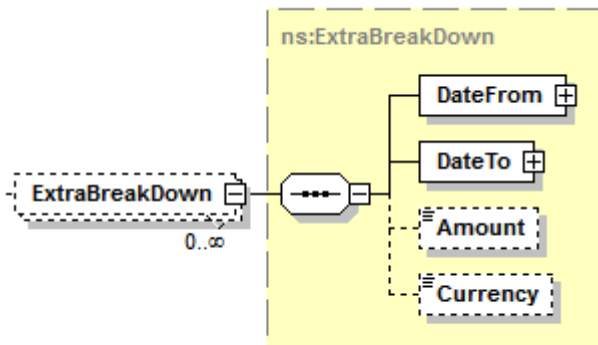 ns:ExtraBreakDown
DateFrom
DateTo
ExtraBreakDown
0..∞
Amount
Currency